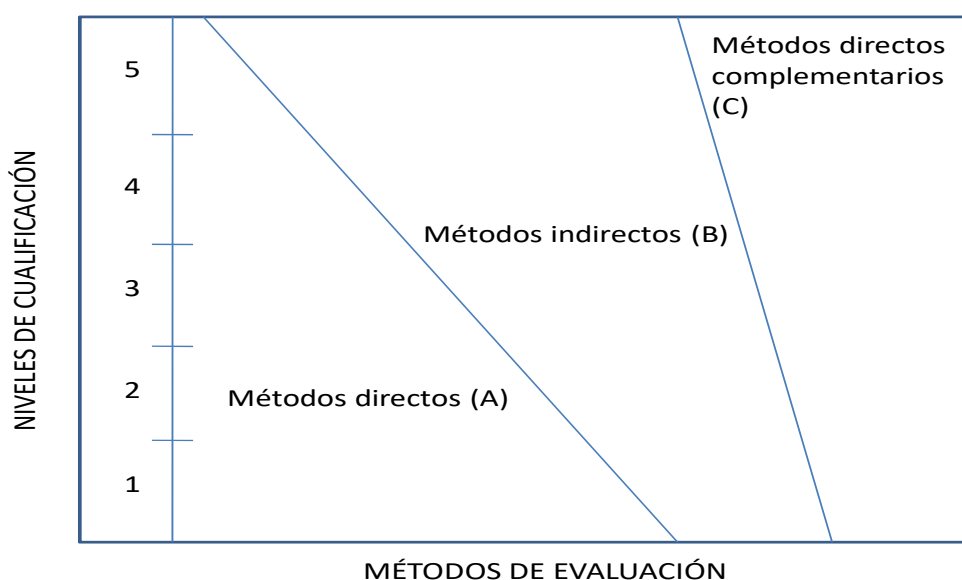 NIVELES DE CUALIFICACIÓN
5
4
3
2
1
Métodos directos
complementarios
(C)
Métodos indirectos (B)
Métodos directos (A)
MÉTODOS DE EVALUACIÓN